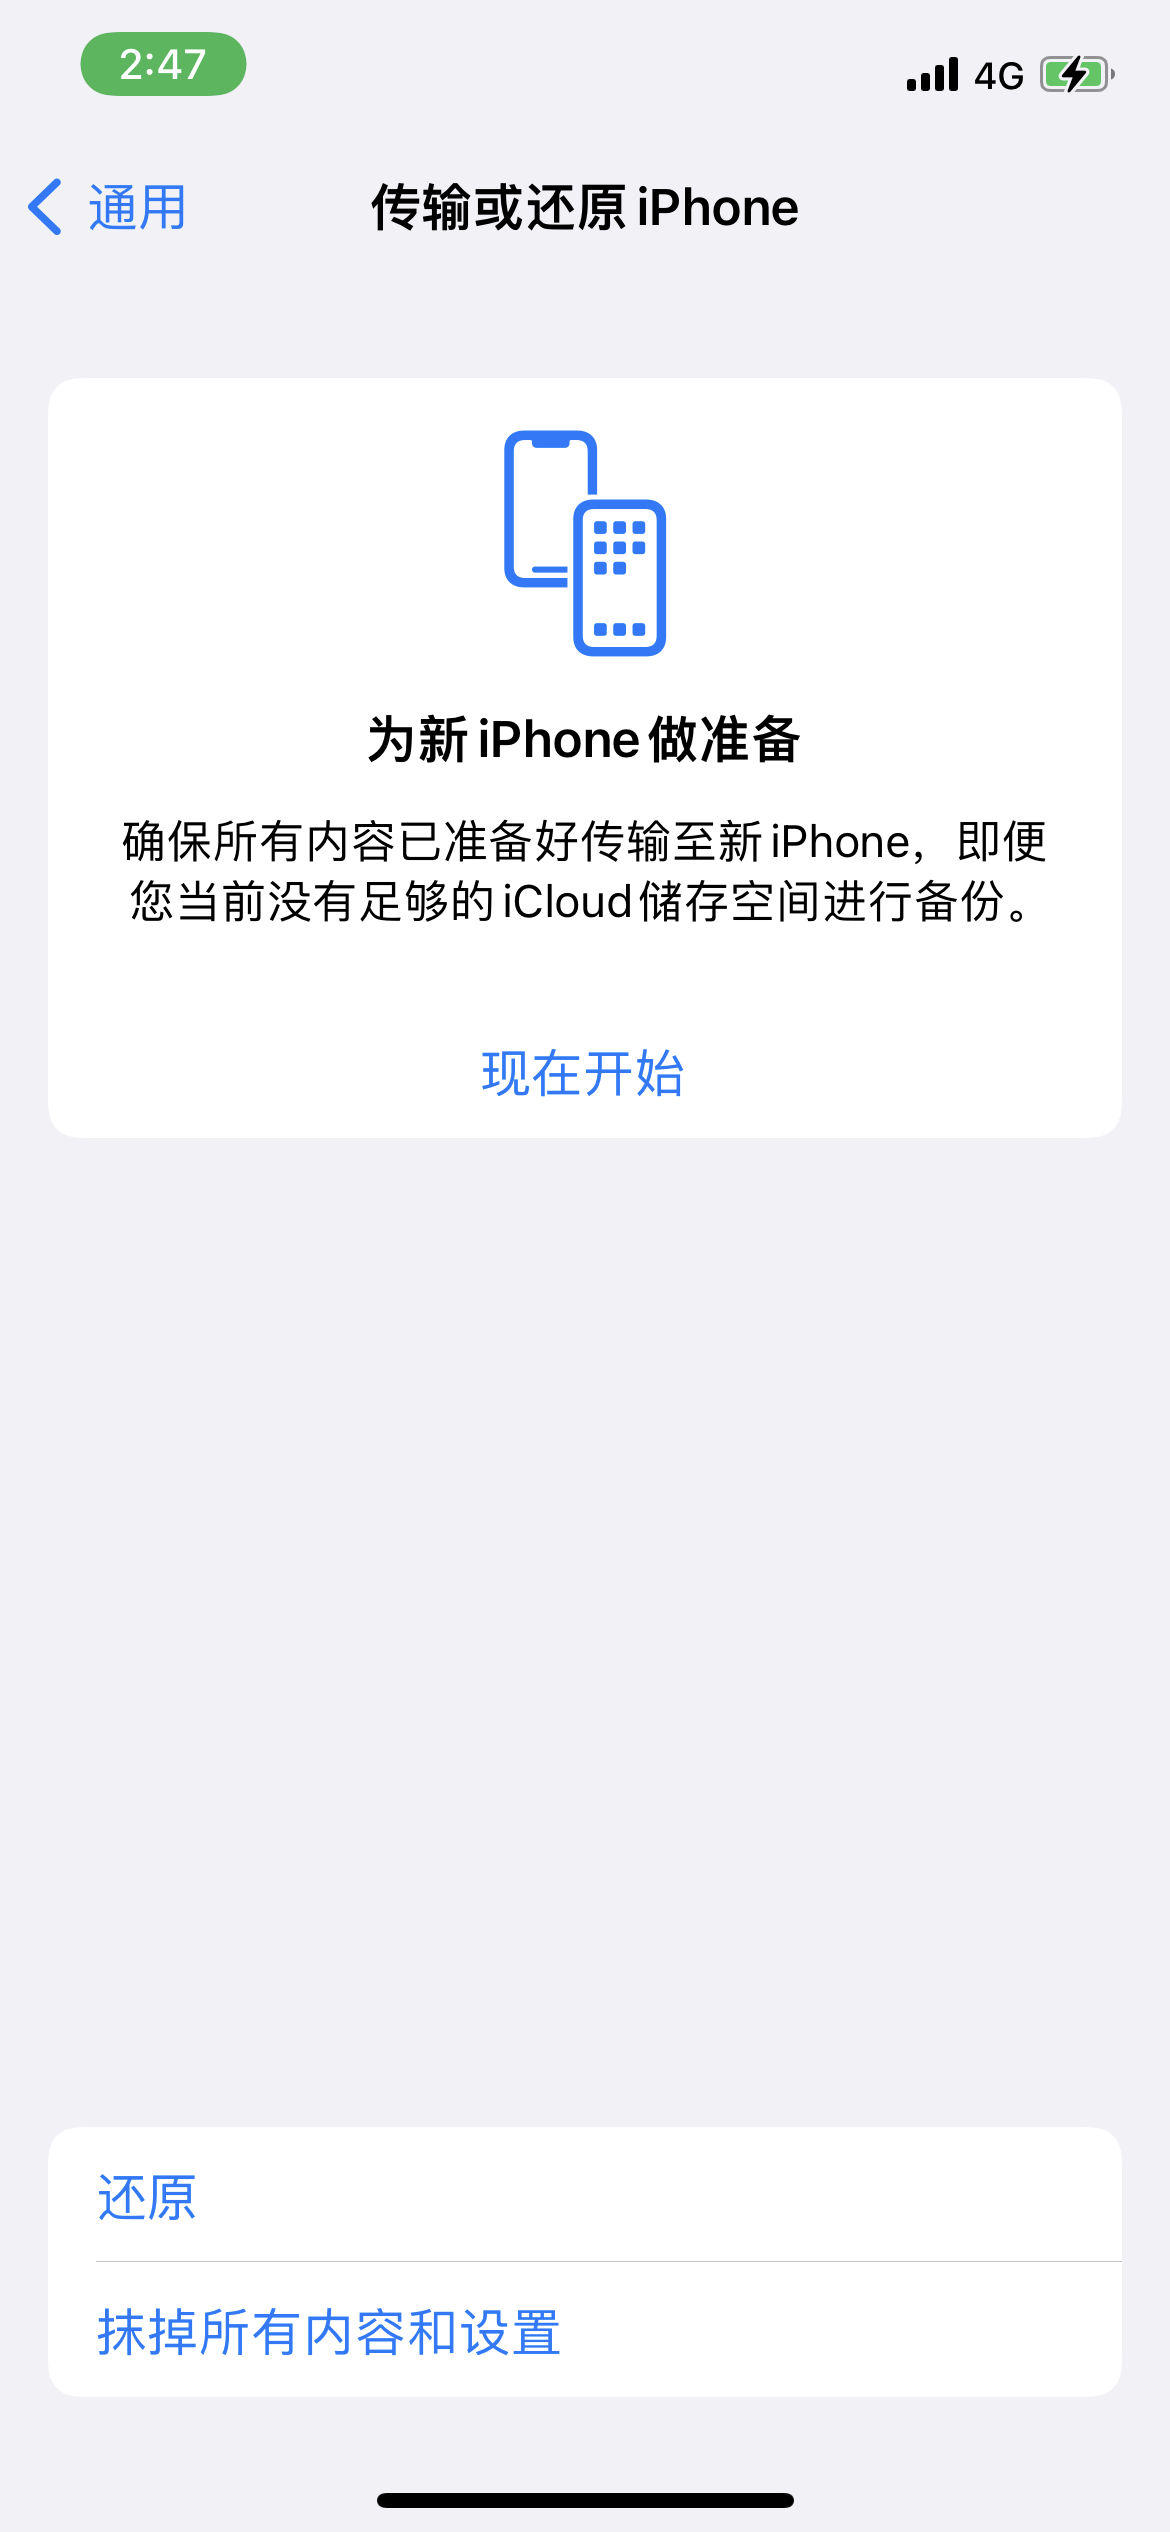 2:47
4G
通用
传输或还原 iPhone
为新 iPhone 做准备
确保所有内容已准备好传输至新 iPhone，即便
您当前没有足够的 iCloud 储存空间进行备份。
现在开始
还原
抹掉所有内容和设置